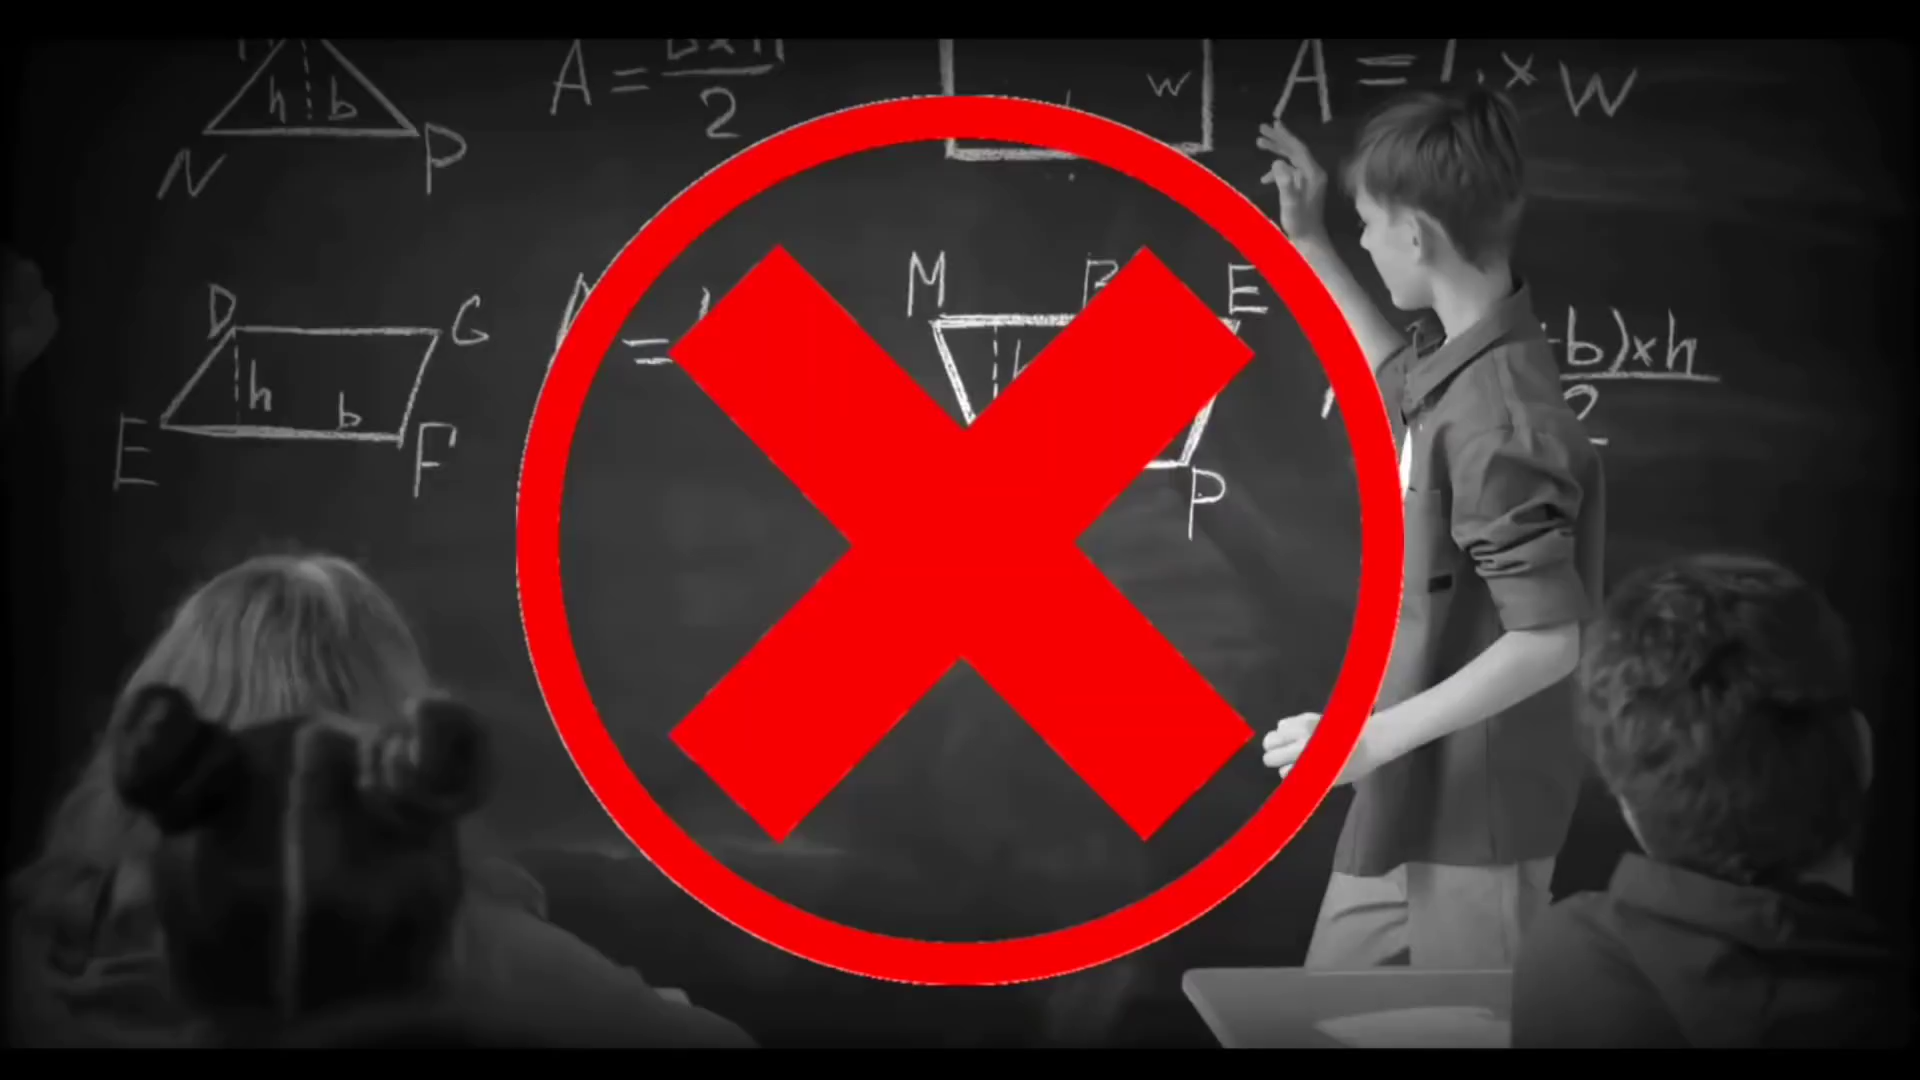 h b
N P
A = b×h
2
w
A = l × w
D G
h
b
E F
=
M B E
h
P
b)×h
2